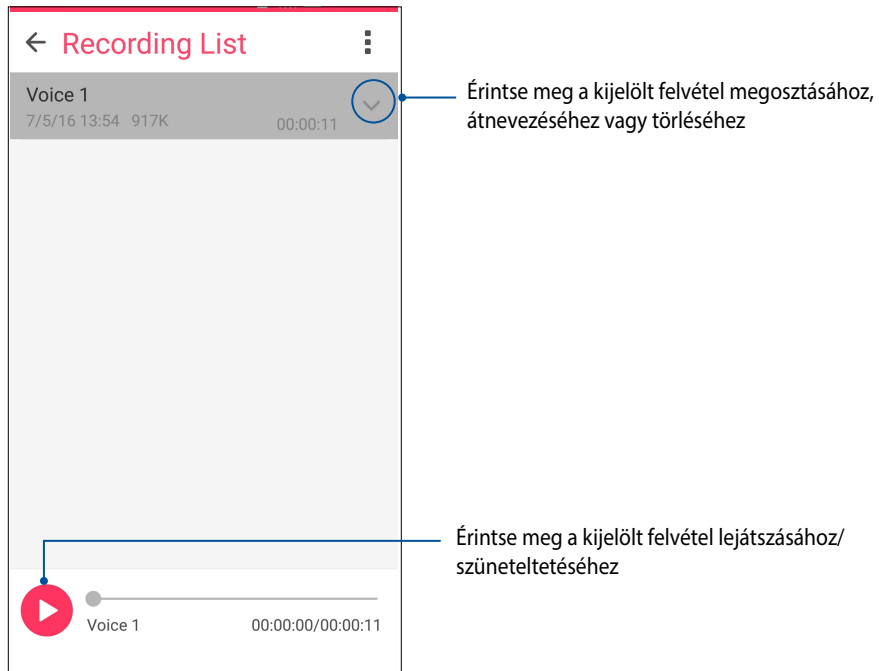 Recording List
Voice 1
7/5/16 13:54 917K
00:00:11
Érintse meg a kijelölt felvétel megosztásához,
átnevezéséhez vagy törléséhez
Érintse meg a kijelölt felvétel lejátszásához/
szüneteltetéséhez
Voice 1
00:00:00/00:00:11